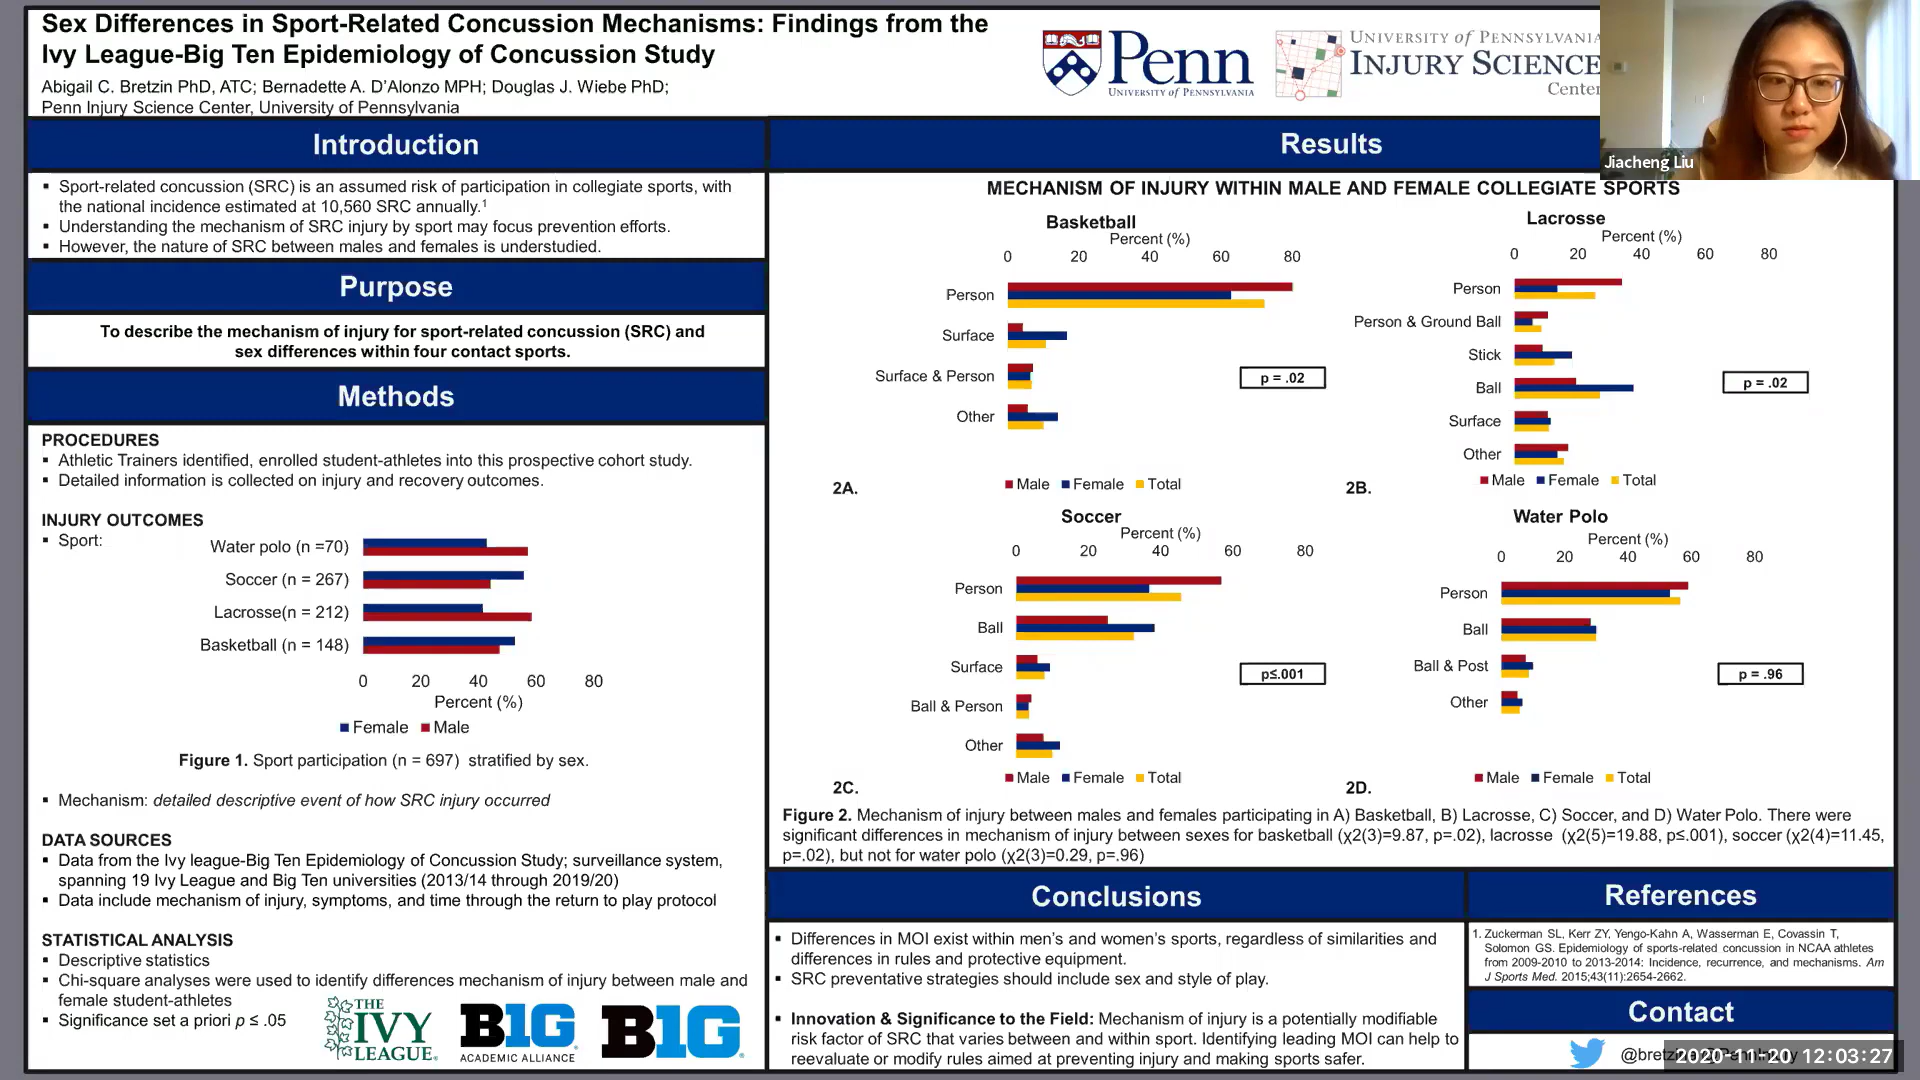 Sex Differences in Sport-Related Concussion Mechanisms: Findings from the
Ivy League-Big Ten Epidemiology of Concussion Study
Abigail C. Bretzin PhD, ATC; Bernadette A. D'Alonzo MPH; Douglas J. Wiebe PhD;
Penn Injury Science Center, University of Pennsylvania
Penn
UNIVERSITY of PENNSYLVANIA
UNIVERSITY of PENNSYLVANIA
INJURY SCIENCE
Center
Jiacheng Liu
Introduction
▪ Sport-related concussion (SRC) is an assumed risk of participation in collegiate sports, with
the national incidence estimated at 10,560 SRC annually.1
▪ Understanding the mechanism of SRC injury by sport may focus prevention efforts.
▪ However, the nature of SRC between males and females is understudied.
Purpose
To describe the mechanism of injury for sport-related concussion (SRC) and
sex differences within four contact sports.
Methods
PROCEDURES
▪ Athletic Trainers identified, enrolled student-athletes into this prospective cohort study.
▪ Detailed information is collected on injury and recovery outcomes.
INJURY OUTCOMES
▪ Sport:
Water polo (n =70)
Soccer (n = 267)
Lacrosse(n = 212)
Basketball (n = 148)
0 20 40 60 80
Percent (%)
Female Male
Figure 1. Sport participation (n = 697) stratified by sex.
▪ Mechanism: detailed descriptive event of how SRC injury occurred
DATA SOURCES
▪ Data from the Ivy league-Big Ten Epidemiology of Concussion Study; surveillance system,
spanning 19 Ivy League and Big Ten universities (2013/14 through 2019/20)
▪ Data include mechanism of injury, symptoms, and time through the return to play protocol
STATISTICAL ANALYSIS
▪ Descriptive statistics
▪ Chi-square analyses were used to identify differences mechanism of injury between male and
female student-athletes
▪ Significance set a priori p ≤ .05
THE
IVY
LEAGUE
B1G
ACADEMIC ALLIANCE
B1G
Results
MECHANISM OF INJURY WITHIN MALE AND FEMALE COLLEGIATE SPORTS
Basketball
Percent (%)
0 20 40 60 80
Person
Surface
Surface & Person
Other
p = .02
2A.
Male Female Total
Lacrosse
Percent (%)
0 20 40 60 80
Person
Person & Ground Ball
Stick
Ball
Surface
Other
p = .02
2B.
Male Female Total
Soccer
Percent (%)
0 20 40 60 80
Person
Ball
Surface
Ball & Person
Other
p≤.001
2C.
Male Female Total
Water Polo
Percent (%)
0 20 40 60 80
Person
Ball
Ball & Post
Other
p = .96
2D.
Male Female Total
Figure 2. Mechanism of injury between males and females participating in A) Basketball, B) Lacrosse, C) Soccer, and D) Water Polo. There were
significant differences in mechanism of injury between sexes for basketball (χ2(3)=9.87, p=.02), lacrosse (χ2(5)=19.88, p≤.001), soccer (χ2(4)=11.45,
p=.02), but not for water polo (χ2(3)=0.29, p=.96)
Conclusions
▪ Differences in MOI exist within men's and women's sports, regardless of similarities and
differences in rules and protective equipment.
▪ SRC preventative strategies should include sex and style of play.
▪ Innovation & Significance to the Field: Mechanism of injury is a potentially modifiable
risk factor of SRC that varies between and within sport. Identifying leading MOI can help to
reevaluate or modify rules aimed at preventing injury and making sports safer.
References
1. Zuckerman SL, Kerr ZY, Yengo-Kahn A, Wasserman E, Covassin T,
Solomon GS. Epidemiology of sports-related concussion in NCAA athletes
from 2009-2010 to 2013-2014: Incidence, recurrence, and mechanisms. Am
J Sports Med. 2015;43(11):2654-2662.
Contact
2020-11-20 12:03:27